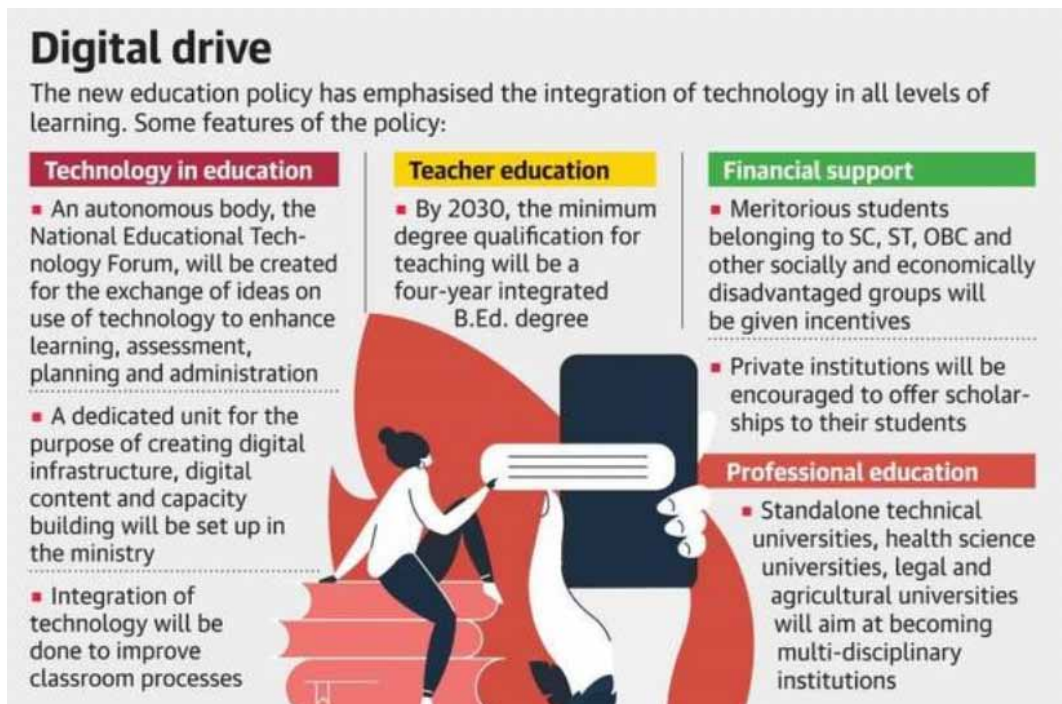 Digital drive
The new education policy has emphasised the integration of technology in all levels of
learning. Some features of the policy:
Technology in education
▪ An autonomous body, the
National Educational Tech-
nology Forum, will be created
for the exchange of ideas on
use of technology to enhance
learning, assessment,
planning and administration
▪ A dedicated unit for the
purpose of creating digital
infrastructure, digital
content and capacity
building will be set up in
the ministry
▪ Integration of
technology will be
done to improve
classroom processes
Teacher education
▪ By 2030, the minimum
degree qualification for
teaching will be a
four-year integrated
B.Ed. degree
Financial support
▪ Meritorious students
belonging to SC, ST, OBC and
other socially and economically
disadvantaged groups will
be given incentives
▪ Private institutions will be
encouraged to offer scholar-
ships to their students
Professional education
▪ Standalone technical
universities, health science
universities, legal and
agricultural universities
will aim at becoming
multi-disciplinary
institutions